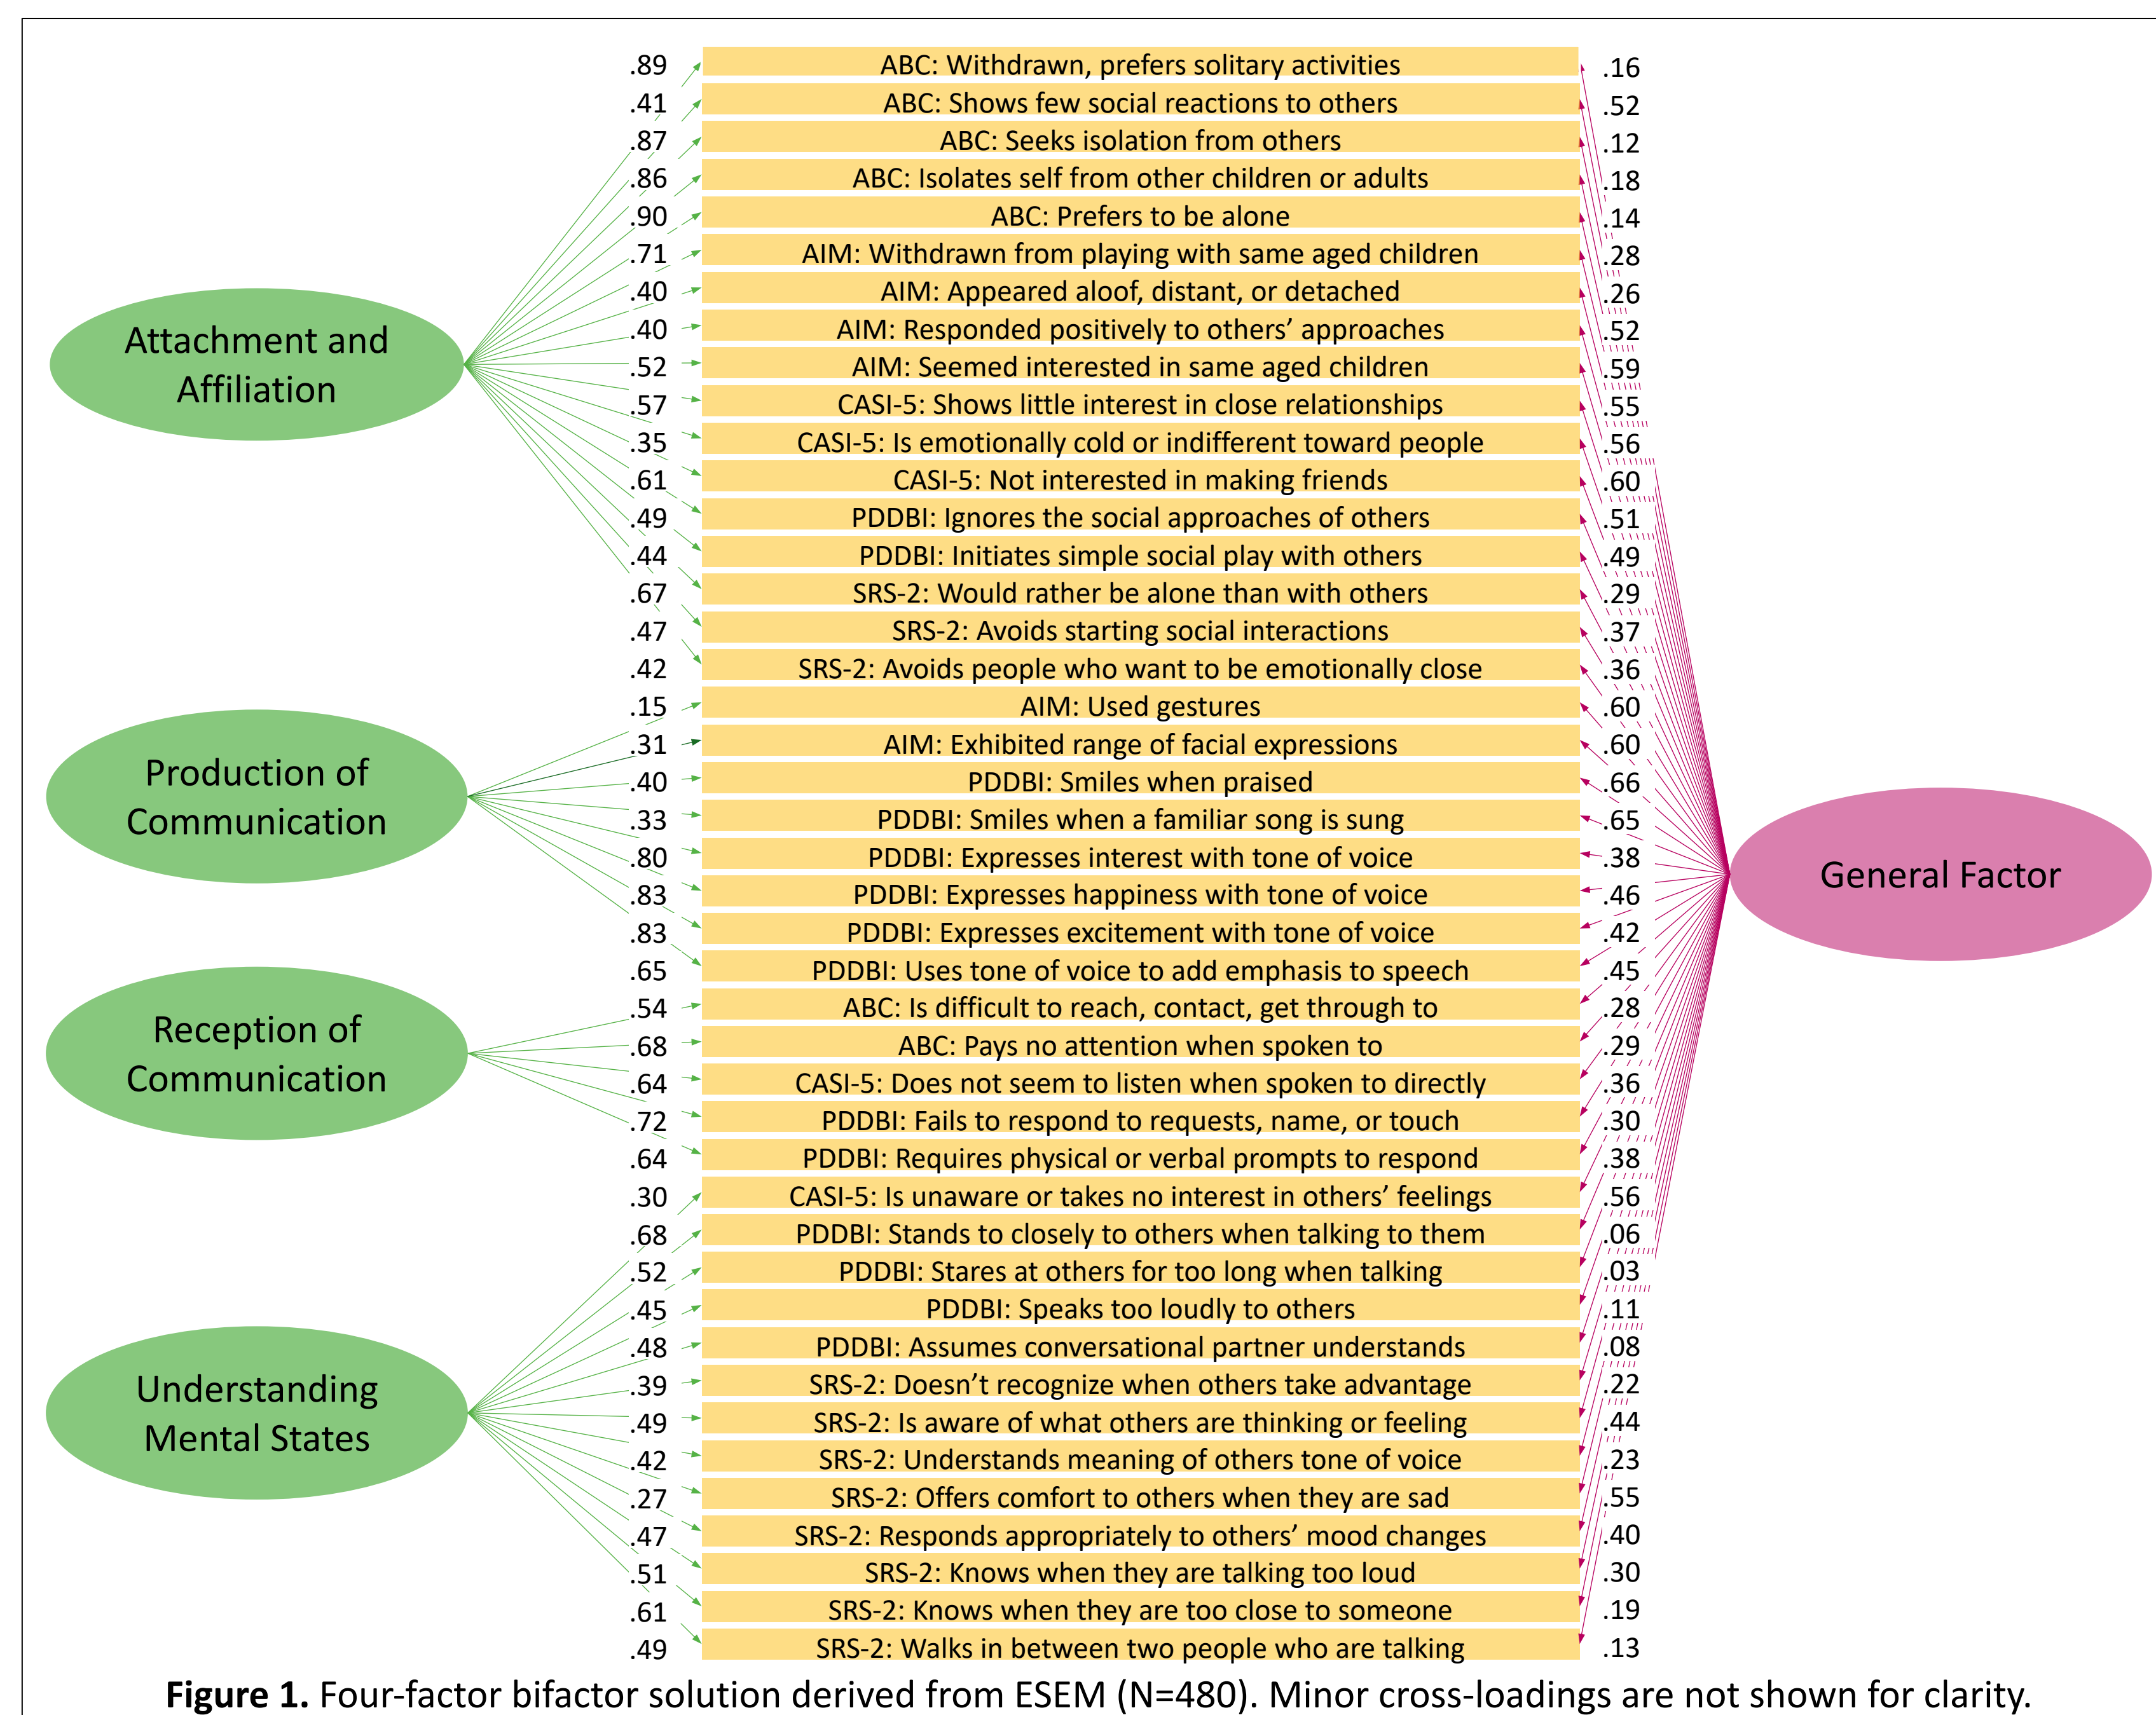 .89 ABC: Withdrawn, prefers solitary activities .16
.41 ABC: Shows few social reactions to others .52
.87 ABC: Seeks isolation from others .12
.86 ABC: Isolates self from other children or adults .18
.90 ABC: Prefers to be alone .14
.71 AIM: Withdrawn from playing with same aged children .28
.40 AIM: Appeared aloof, distant, or detached .26
.40 AIM: Responded positively to others’ approaches .52
.52 AIM: Seemed interested in same aged children .59
.57 CASI-5: Shows little interest in close relationships .55
.35 CASI-5: Is emotionally cold or indifferent toward people .56
.61 CASI-5: Not interested in making friends .60
.49 PDDBI: Ignores the social approaches of others .51
.44 PDDBI: Initiates simple social play with others .49
.67 SRS-2: Would rather be alone than with others .29
.47 SRS-2: Avoids starting social interactions .37
.42 SRS-2: Avoids people who want to be emotionally close .36
.15 AIM: Used gestures .60
.31 AIM: Exhibited range of facial expressions .60
.40 PDDBI: Smiles when praised .66
.33 PDDBI: Smiles when a familiar song is sung .65
.80 PDDBI: Expresses interest with tone of voice .38
.83 PDDBI: Expresses happiness with tone of voice .46
.83 PDDBI: Expresses excitement with tone of voice .42
.65 PDDBI: Uses tone of voice to add emphasis to speech .45
.54 ABC: Is difficult to reach, contact, get through to .28
.68 ABC: Pays no attention when spoken to .29
.64 CASI-5: Does not seem to listen when spoken to directly .36
.72 PDDBI: Fails to respond to requests, name, or touch .30
.64 PDDBI: Requires physical or verbal prompts to respond .38
.30 CASI-5: Is unaware or takes no interest in others’ feelings .56
.68 PDDBI: Stands to closely to others when talking to them .06
.52 PDDBI: Stares at others for too long when talking .03
.45 PDDBI: Speaks too loudly to others .11
.48 PDDBI: Assumes conversational partner understands .08
.39 SRS-2: Doesn’t recognize when others take advantage .22
.49 SRS-2: Is aware of what others are thinking or feeling .44
.42 SRS-2: Understands meaning of others tone of voice .23
.27 SRS-2: Offers comfort to others when they are sad .55
.47 SRS-2: Responds appropriately to others’ mood changes .40
.51 SRS-2: Knows when they are talking too loud .30
.61 SRS-2: Knows when they are too close to someone .19
.49 SRS-2: Walks in between two people who are talking .13
Attachment and
Affiliation
Production of
Communication
Reception of
Communication
Understanding
Mental States
General Factor
Figure 1. Four-factor bifactor solution derived from ESEM (N=480). Minor cross-loadings are not shown for clarity.